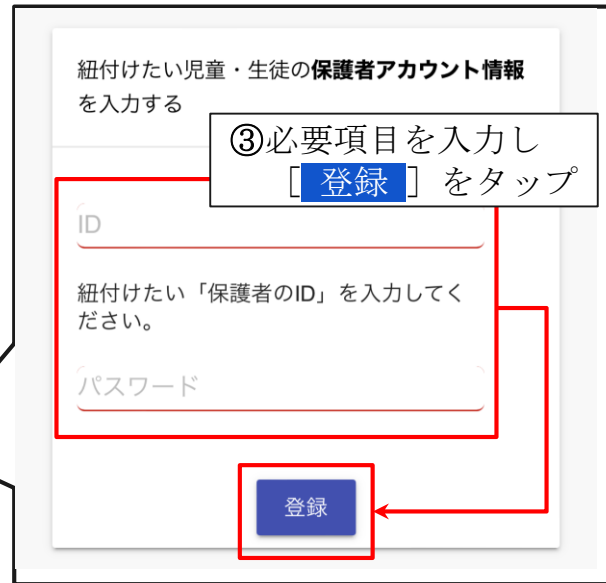 紐付けたい児童・生徒の保護者アカウント情報
を入力する
③必要項目を入力し
［ 登録 ］をタップ
ID
紐付けたい「保護者のID」を入力してく
ださい。
パスワード
登録